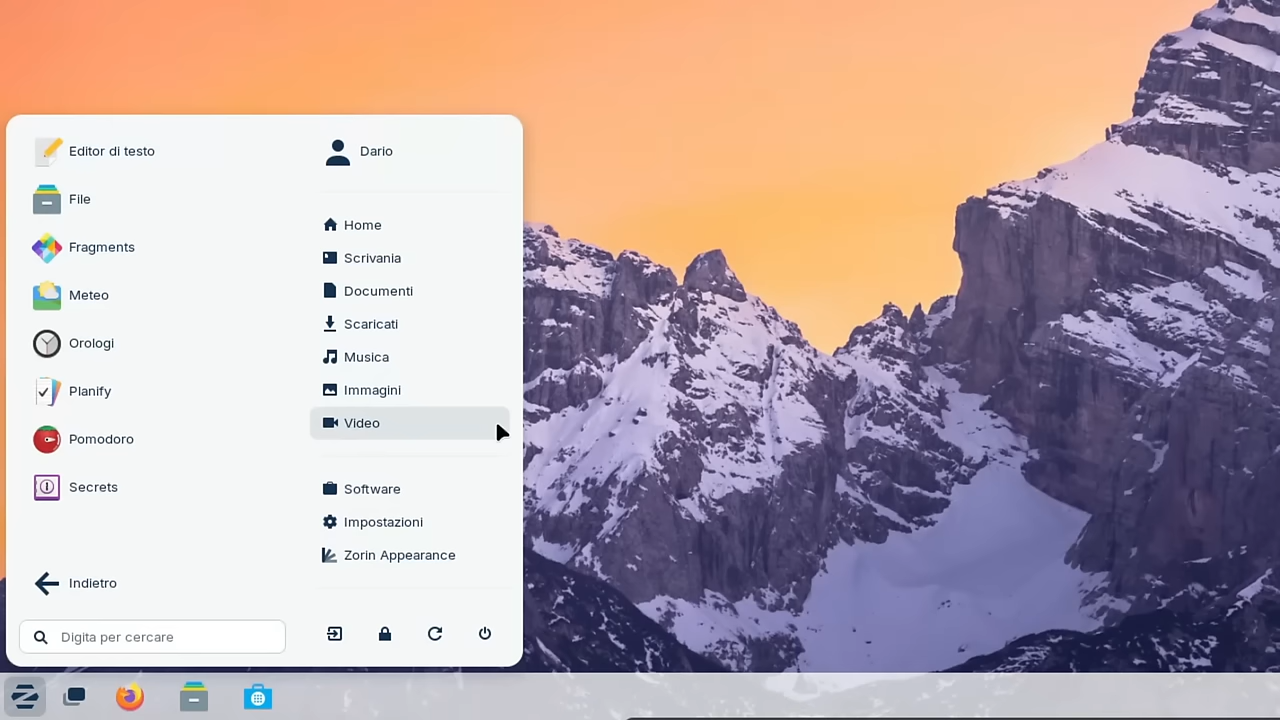 Editor di testo
File
Fragments
Meteo
Orologi
Planify
Pomodoro
Secrets
Indietro
Digita per cercare
Dario
Home
Scrivania
Documenti
Scaricati
Musica
Immagini
Video
Software
Impostazioni
Zorin Appearance